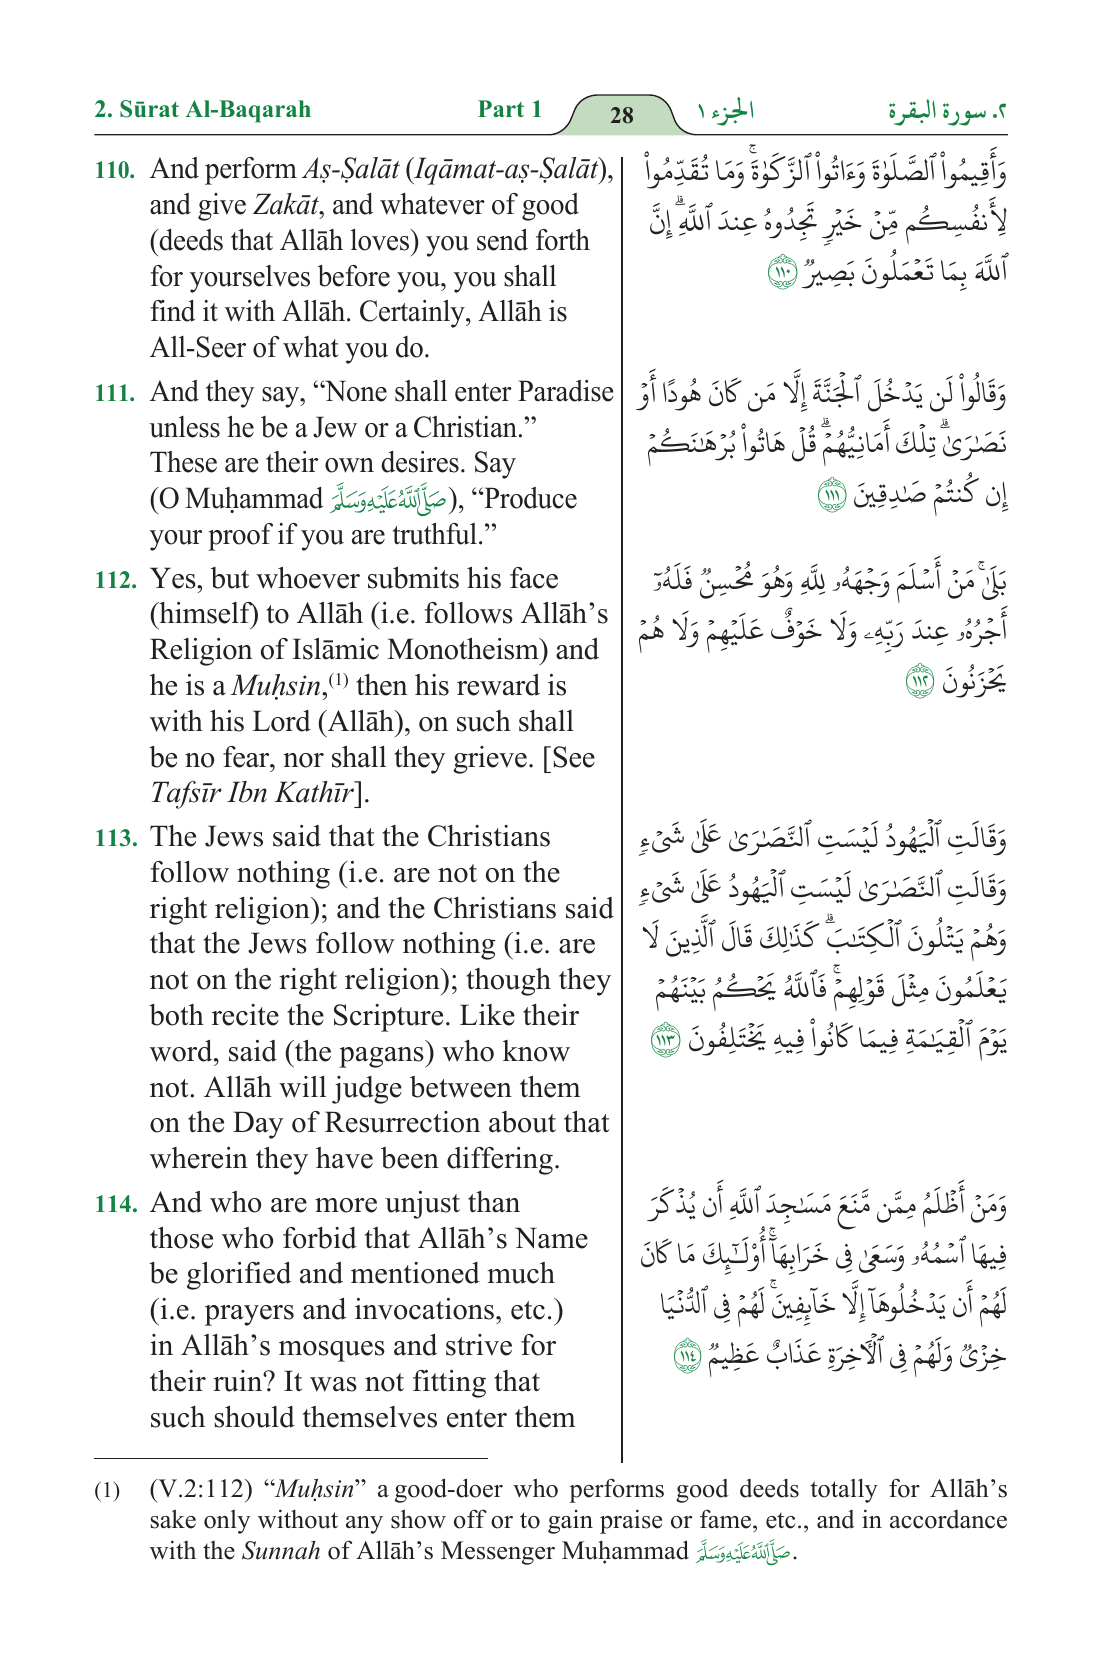 2. Sūrat Al-Baqarah Part 1 28 الجزء ١ ٢. سورة البقرة
110. And perform Aṣ-Ṣalāt (Iqāmat-aṣ-Ṣalāt),
and give Zakāt, and whatever of good
(deeds that Allāh loves) you send forth
for yourselves before you, you shall
find it with Allāh. Certainly, Allāh is
All-Seer of what you do.
وَأَقِيمُوا۟ ٱلصَّلَوٰةَ وَءَاتُوا۟ ٱلزَّكَوٰةَ ۚ وَمَا تُقَدِّمُوا۟
لِأَنفُسِكُم مِّنْ خَيْرٍ تَجِدُوهُ عِندَ ٱللَّهِ ۗ إِنَّ
ٱللَّهَ بِمَا تَعْمَلُونَ بَصِيرٌ ١١٠
111. And they say, “None shall enter Paradise
unless he be a Jew or a Christian.”
These are their own desires. Say
(O Muḥammad ﷺ), “Produce
your proof if you are truthful.”
وَقَالُوا۟ لَن يَدْخُلَ ٱلْجَنَّةَ إِلَّا مَن كَانَ هُودًا أَوْ
نَصَـٰرَىٰ ۗ تِلْكَ أَمَانِيُّهُمْ ۗ قُلْ هَاتُوا۟ بُرْهَـٰنَكُمْ
إِن كُنتُمْ صَـٰدِقِينَ ١١١
112. Yes, but whoever submits his face
(himself) to Allāh (i.e. follows Allāh’s
Religion of Islāmic Monotheism) and
he is a Muḥsin,(1) then his reward is
with his Lord (Allāh), on such shall
be no fear, nor shall they grieve. [See
Tafsīr Ibn Kathīr].
بَلَىٰ ۚ مَنْ أَسْلَمَ وَجْهَهُۥ لِلَّهِ وَهُوَ مُحْسِنٌ فَلَهُۥٓ
أَجْرُهُۥ عِندَ رَبِّهِۦ وَلَا خَوْفٌ عَلَيْهِمْ وَلَا هُمْ
يَحْزَنُونَ ١١٢
113. The Jews said that the Christians
follow nothing (i.e. are not on the
right religion); and the Christians said
that the Jews follow nothing (i.e. are
not on the right religion); though they
both recite the Scripture. Like their
word, said (the pagans) who know
not. Allāh will judge between them
on the Day of Resurrection about that
wherein they have been differing.
وَقَالَتِ ٱلْيَهُودُ لَيْسَتِ ٱلنَّصَـٰرَىٰ عَلَىٰ شَىْءٍ
وَقَالَتِ ٱلنَّصَـٰرَىٰ لَيْسَتِ ٱلْيَهُودُ عَلَىٰ شَىْءٍ
وَهُمْ يَتْلُونَ ٱلْكِتَـٰبَ ۗ كَذَٰلِكَ قَالَ ٱلَّذِينَ لَا
يَعْلَمُونَ مِثْلَ قَوْلِهِمْ ۚ فَٱللَّهُ يَحْكُمُ بَيْنَهُمْ
يَوْمَ ٱلْقِيَـٰمَةِ فِيمَا كَانُوا۟ فِيهِ يَخْتَلِفُونَ ١١٣
114. And who are more unjust than
those who forbid that Allāh’s Name
be glorified and mentioned much
(i.e. prayers and invocations, etc.)
in Allāh’s mosques and strive for
their ruin? It was not fitting that
such should themselves enter them
وَمَنْ أَظْلَمُ مِمَّن مَّنَعَ مَسَـٰجِدَ ٱللَّهِ أَن يُذْكَرَ
فِيهَا ٱسْمُهُۥ وَسَعَىٰ فِى خَرَابِهَآ ۚ أُو۟لَـٰٓئِكَ مَا كَانَ
لَهُمْ أَن يَدْخُلُوهَآ إِلَّا خَآئِفِينَ ۚ لَهُمْ فِى ٱلدُّنْيَا
خِزْىٌ وَلَهُمْ فِى ٱلْـَٔاخِرَةِ عَذَابٌ عَظِيمٌ ١١٤
(1) (V.2:112) “Muḥsin” a good-doer who performs good deeds totally for Allāh’s
sake only without any show off or to gain praise or fame, etc., and in accordance
with the Sunnah of Allāh’s Messenger Muḥammad ﷺ.